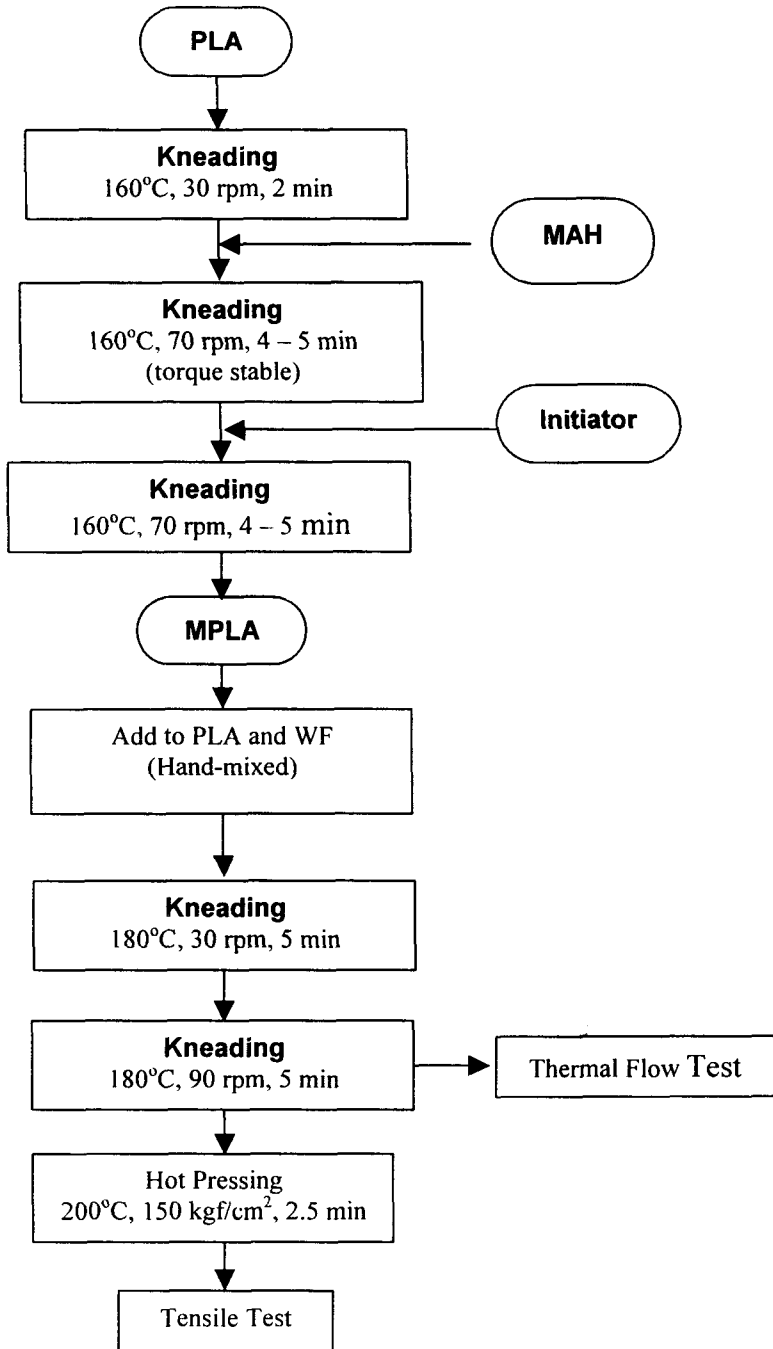 PLA
Kneading
160°C, 30 rpm, 2 min
MAH
Kneading
160°C, 70 rpm, 4 – 5 min
(torque stable)
Initiator
Kneading
160°C, 70 rpm, 4 – 5 min
MPLA
Add to PLA and WF
(Hand-mixed)
Kneading
180°C, 30 rpm, 5 min
Kneading
180°C, 90 rpm, 5 min
Thermal Flow Test
Hot Pressing
200°C, 150 kgf/cm², 2.5 min
Tensile Test